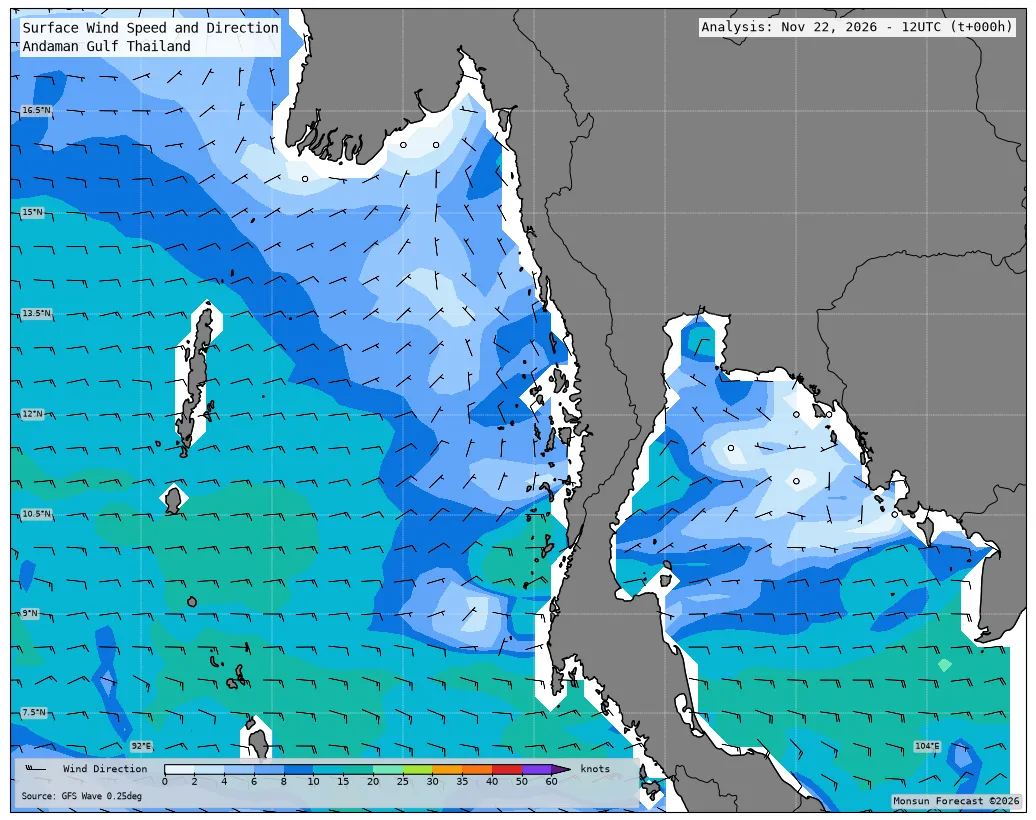 Surface Wind Speed and Direction
Andaman Gulf Thailand
Analysis: Nov 22, 2026 - 12UTC (t+000h)
16.5°N
15°N
13.5°N
12°N
10.5°N
9°N
7.5°N
92°E
104°E
Wind Direction
0 2 4 6 8 10 15 20 25 30 35 40 50 60
knots
Source: GFS Wave 0.25deg
Monsun Forecast ©2026